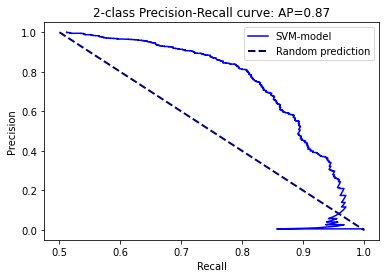 2-class Precision-Recall curve: AP=0.87
1.0
0.8
0.6
0.4
0.2
0.0
Precision
SVM-model
Random prediction
0.5
0.6
0.7
0.8
0.9
1.0
Recall